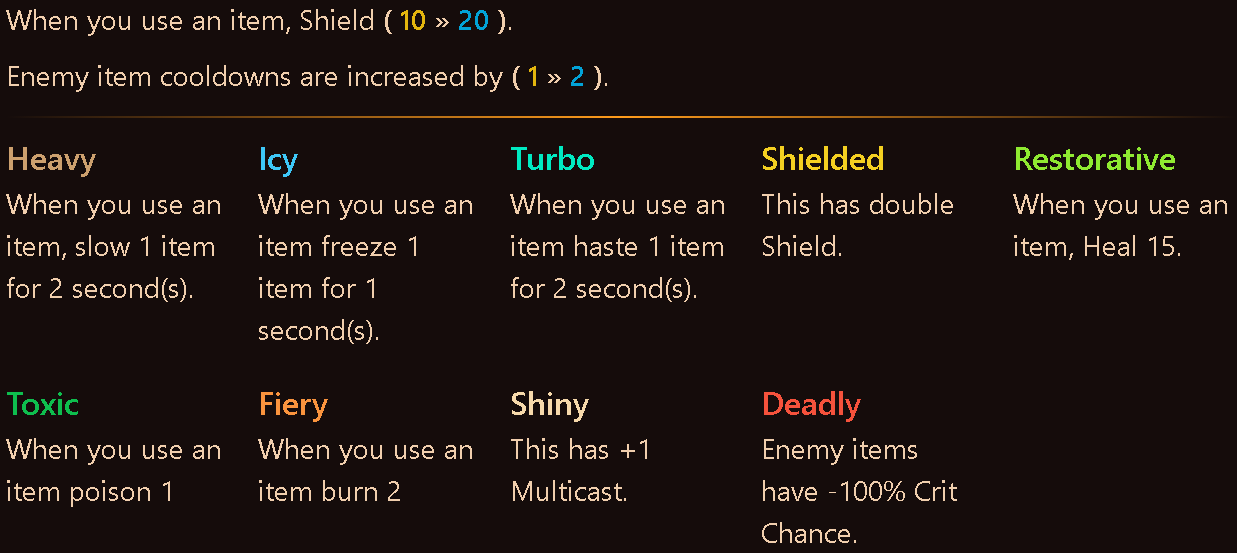 When you use an item, Shield ( 10 » 20 ).
Enemy item cooldowns are increased by ( 1 » 2 ).
Heavy
When you use an
item, slow 1 item
for 2 second(s).
Icy
When you use an
item freeze 1
item for 1
second(s).
Turbo
When you use an
item haste 1 item
for 2 second(s).
Shielded
This has double
Shield.
Restorative
When you use an
item, Heal 15.
Toxic
When you use an
item poison 1
Fiery
When you use an
item burn 2
Shiny
This has +1
Multicast.
Deadly
Enemy items
have -100% Crit
Chance.